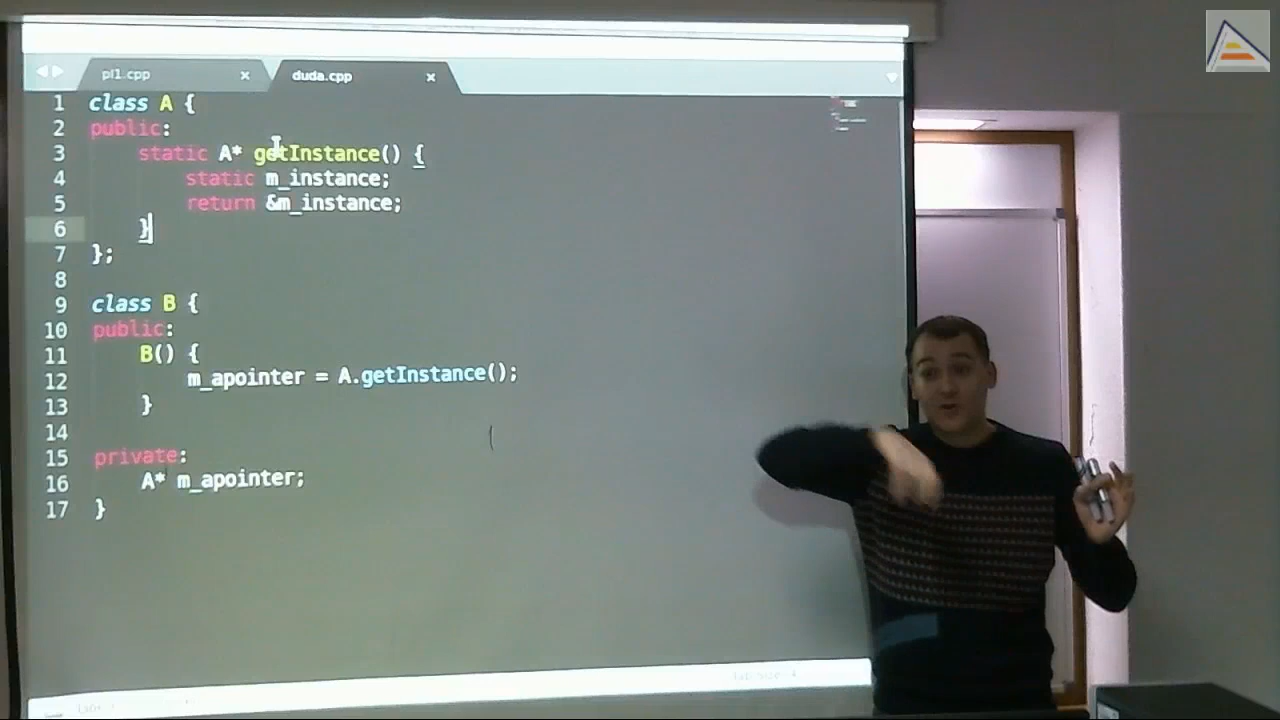 pl1.cpp x duda.cpp x
1 class A {
2 public:
3 static A* getInstance() {
4 static m_instance;
5 return &m_instance;
6 }
7 };
8
9 class B {
10 public:
11 B() {
12 m_apointer = A.getInstance();
13 }
14
15 private:
16 A* m_apointer;
17 }